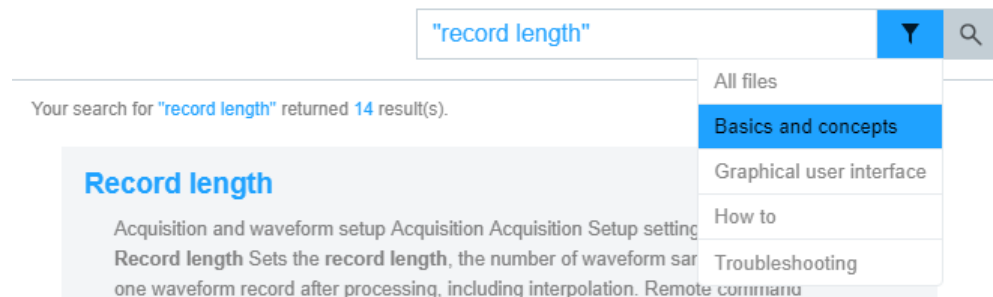 "record length"
All files
Your search for "record length" returned 14 result(s).
Basics and concepts
Graphical user interface
Record length
How to
Acquisition and waveform setup Acquisition Acquisition Setup setting
Record length Sets the record length, the number of waveform sar
Troubleshooting
one waveform record after processing, including interpolation. Remote command